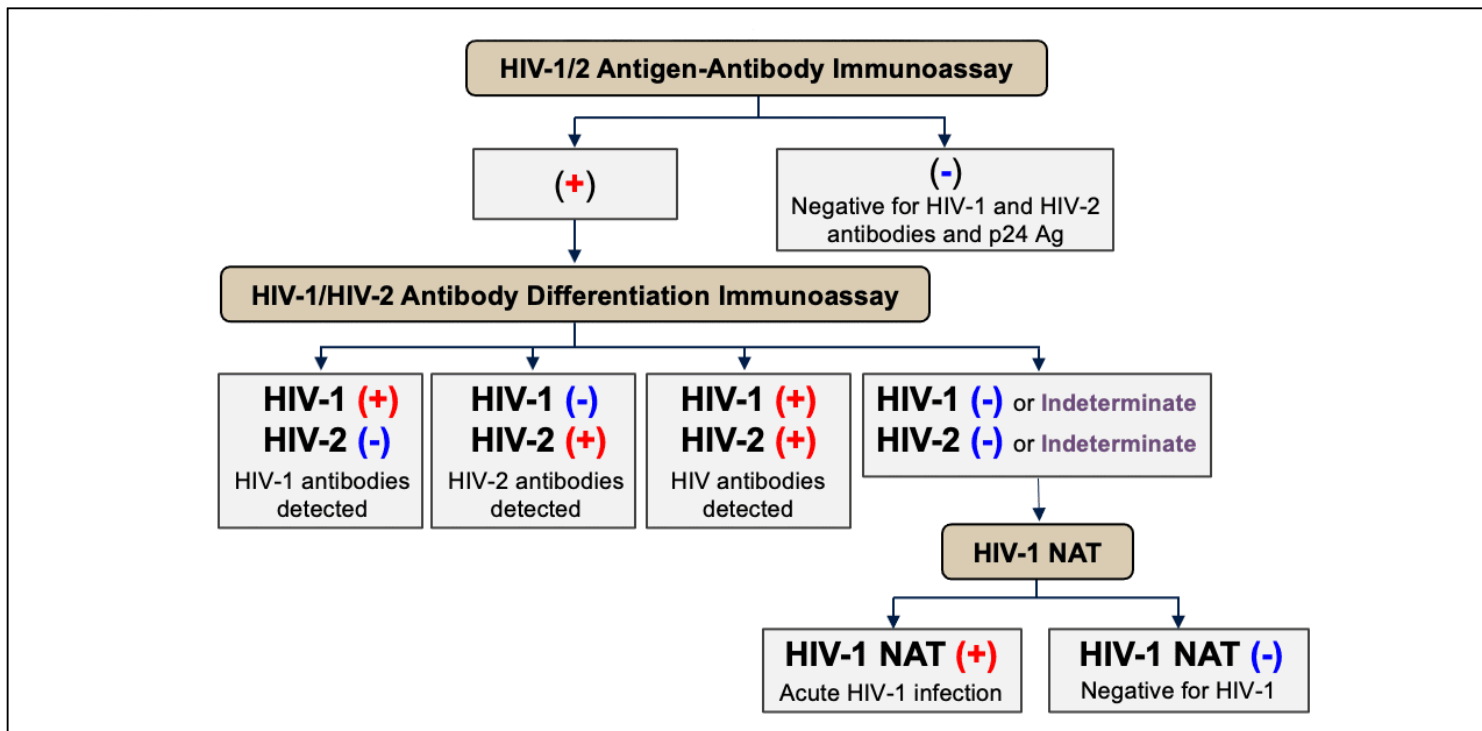 HIV-1/2 Antigen-Antibody Immunoassay
(+)
(-)
Negative for HIV-1 and HIV-2
antibodies and p24 Ag
HIV-1/HIV-2 Antibody Differentiation Immunoassay
HIV-1 (+)
HIV-2 (-)
HIV-1 antibodies
detected
HIV-1 (-)
HIV-2 (+)
HIV-2 antibodies
detected
HIV-1 (+)
HIV-2 (+)
HIV antibodies
detected
HIV-1 (-) or Indeterminate
HIV-2 (-) or Indeterminate
HIV-1 NAT
HIV-1 NAT (+)
Acute HIV-1 infection
HIV-1 NAT (-)
Negative for HIV-1